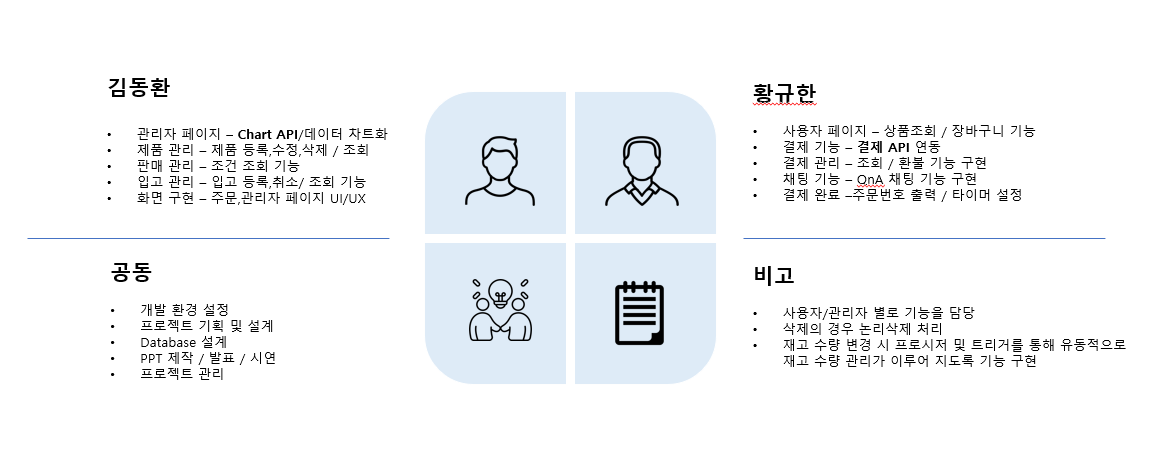 김동환
• 관리자 페이지 – Chart API/데이터 차트화
• 제품 관리 – 제품 등록,수정,삭제 / 조회
• 판매 관리 – 조건 조회 기능
• 입고 관리 – 입고 등록,취소/ 조회 기능
• 화면 구현 – 주문,관리자 페이지 UI/UX
황규한
• 사용자 페이지 – 상품조회 / 장바구니 기능
• 결제 기능 – 결제 API 연동
• 결제 관리 – 조회 / 환불 기능 구현
• 채팅 기능 – QnA 채팅 기능 구현
• 결제 완료 –주문번호 출력 / 타이머 설정
공동
• 개발 환경 설정
• 프로젝트 기획 및 설계
• Database 설계
• PPT 제작 / 발표 / 시연
• 프로젝트 관리
비고
• 사용자/관리자 별로 기능을 담당
• 삭제의 경우 논리삭제 처리
• 재고 수량 변경 시 프로시저 및 트리거를 통해 유동적으로
재고 수량 관리가 이루어 지도록 기능 구현